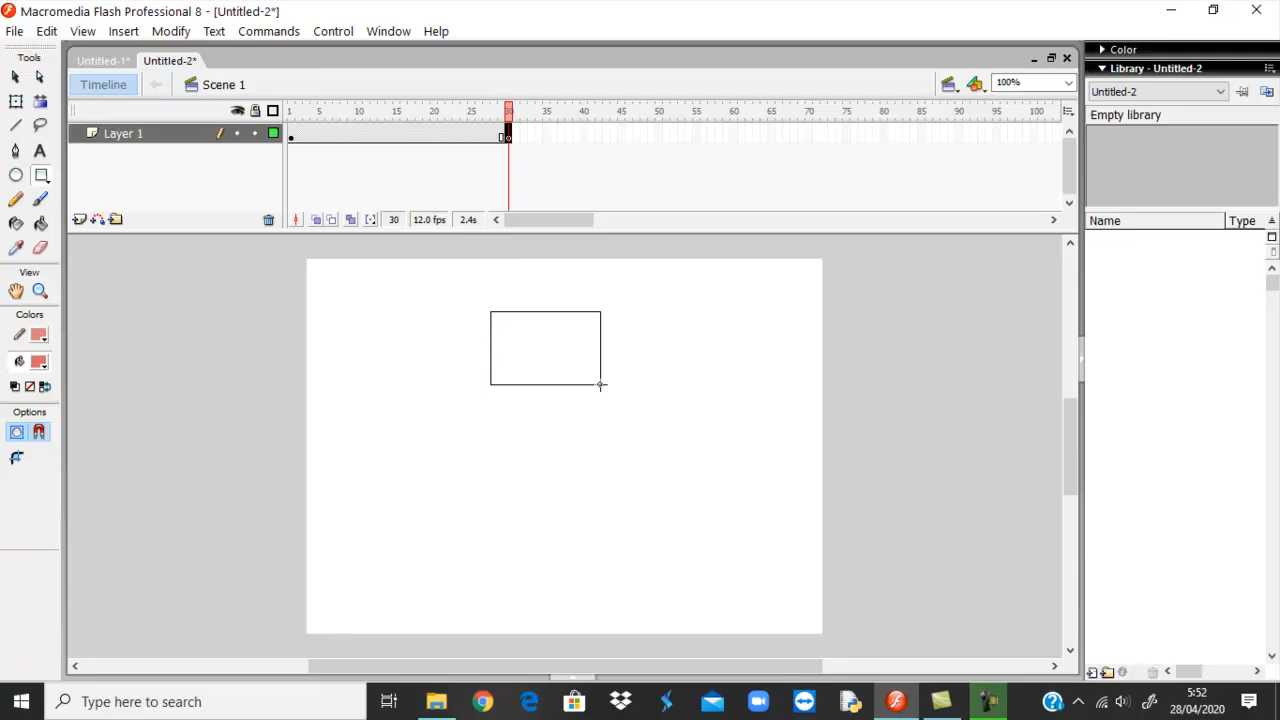 Macromedia Flash Professional 8 - [Untitled-2*]
File Edit View Insert Modify Text Commands Control Window Help
Tools
Untitled-1* Untitled-2*
Color
Library - Untitled-2
Timeline Scene 1 100%
Untitled-2
Empty library
1 5 10 15 20 25 30 35 40 45 50 55 60 65 70 75 80 85 90 95 100
Layer 1
30 12.0 fps 2.4s
Name Type
View
Colors
Options
Type here to search
5:52
28/04/2020